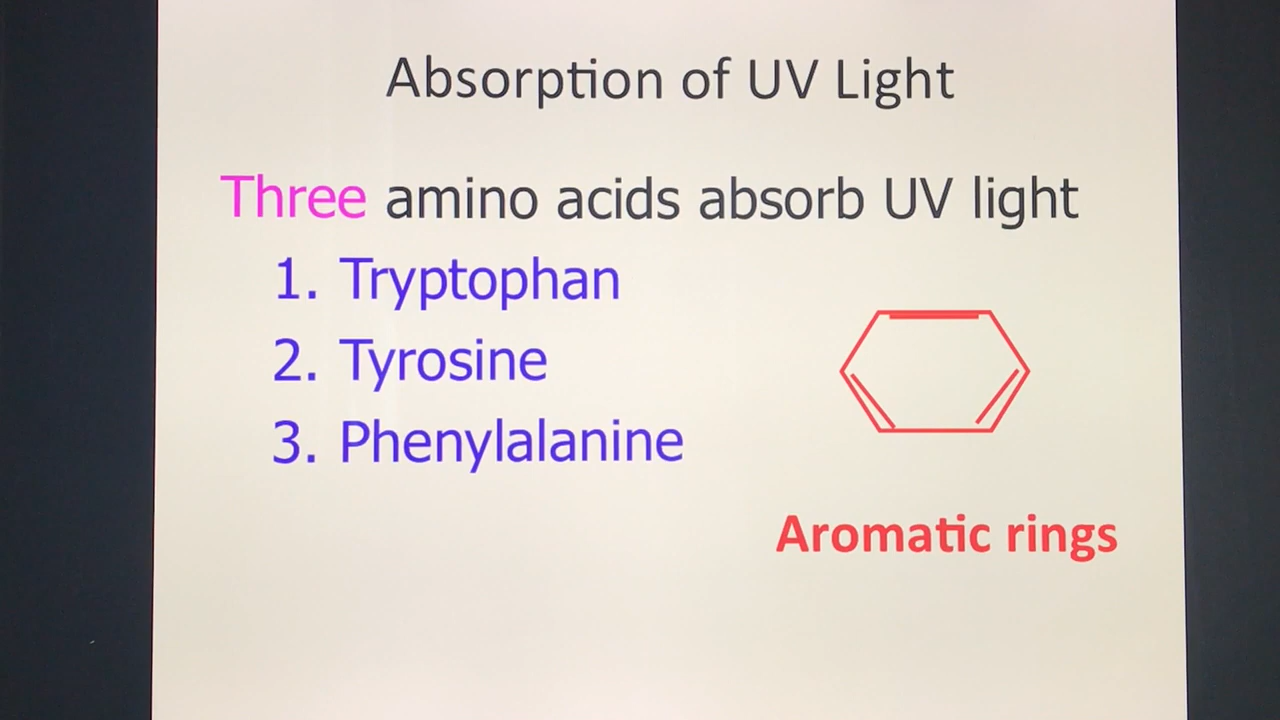 Absorption of UV Light
Three amino acids absorb UV light
1. Tryptophan
2. Tyrosine
3. Phenylalanine
Aromatic rings